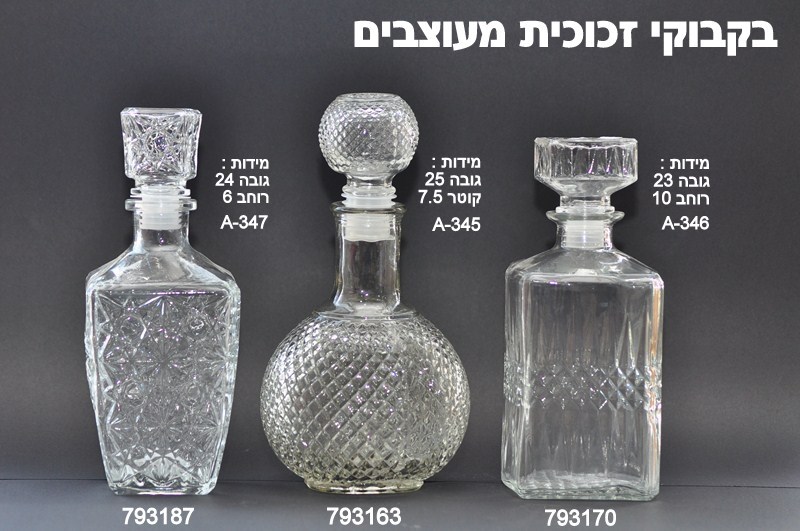 בקבוקי זכוכית מעוצבים
מידות :
גובה 24
רוחב 6
A-347
מידות :
גובה 25
קוטר 7.5
A-345
מידות :
גובה 23
רוחב 10
A-346
793187
793163
793170